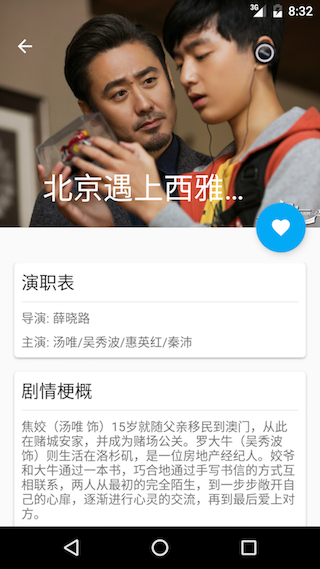 3G 8:32
北京遇上西雅…
演职表
导演: 薛晓路
主演: 汤唯/吴秀波/惠英红/秦沛
剧情梗概
焦姣（汤唯 饰）15岁就随父亲移民到澳门，从此
在赌城安家，并成为赌场公关。罗大牛（吴秀波
饰）则生活在洛杉矶，是一位房地产经纪人。姣爷
和大牛通过一本书，巧合地通过手写书信的方式互
相联系，两人从最初的完全陌生，到一步步敞开自
己的心扉，逐渐进行心灵的交流，再到最后爱上对
方。